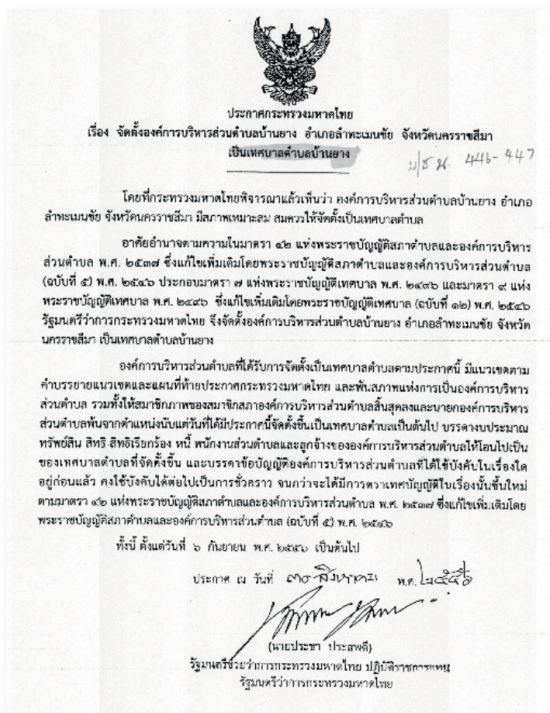 ประกาศกระทรวงมหาดไทย
เรื่อง จัดตั้งองค์การบริหารส่วนตำบลบ้านยาง อำเภอลำทะเมนชัย จังหวัดนครราชสีมา
เป็นเทศบาลตำบลบ้านยาง
446-447
โดยที่กระทรวงมหาดไทยพิจารณาแล้วเห็นว่า องค์การบริหารส่วนตำบลบ้านยาง อำเภอ
ลำทะเมนชัย จังหวัดนครราชสีมา มีสภาพเหมาะสม สมควรให้จัดตั้งเป็นเทศบาลตำบล
อาศัยอำนาจตามความในมาตรา ๔๒ แห่งพระราชบัญญัติสภาตำบลและองค์การบริหาร
ส่วนตำบล พ.ศ. ๒๕๓๗ ซึ่งแก้ไขเพิ่มเติมโดยพระราชบัญญัติสภาตำบลและองค์การบริหารส่วนตำบล
(ฉบับที่ ๕) พ.ศ. ๒๕๔๖ ประกอบมาตรา ๗ แห่งพระราชบัญญัติเทศบาล พ.ศ. ๒๔๙๖ และมาตรา ๙ แห่ง
พระราชบัญญัติเทศบาล พ.ศ. ๒๔๙๖ ซึ่งแก้ไขเพิ่มเติมโดยพระราชบัญญัติเทศบาล (ฉบับที่ ๑๒) พ.ศ. ๒๕๔๖
รัฐมนตรีว่าการกระทรวงมหาดไทย จึงจัดตั้งองค์การบริหารส่วนตำบลบ้านยาง อำเภอลำทะเมนชัย จังหวัด
นครราชสีมา เป็นเทศบาลตำบลบ้านยาง
องค์การบริหารส่วนตำบลที่ได้รับการจัดตั้งเป็นเทศบาลตำบลตามประกาศนี้ มีแนวเขตตาม
คำบรรยายแนวเขตและแผนที่ท้ายประกาศกระทรวงมหาดไทย และพ้นสภาพแห่งการเป็นองค์การบริหาร
ส่วนตำบล รวมทั้งให้สมาชิกภาพของสมาชิกสภาองค์การบริหารส่วนตำบลสิ้นสุดลงและนายกองค์การบริหาร
ส่วนตำบลพ้นจากตำแหน่งนับแต่วันที่ได้มีประกาศนี้จัดตั้งขึ้นเป็นเทศบาลตำบลเป็นต้นไป บรรดางบประมาณ
ทรัพย์สิน สิทธิ สิทธิเรียกร้อง หนี้ พนักงานส่วนตำบลและลูกจ้างขององค์การบริหารส่วนตำบลให้โอนไปเป็น
ของเทศบาลตำบลที่จัดตั้งขึ้น และบรรดาข้อบัญญัติองค์การบริหารส่วนตำบลที่ได้ใช้บังคับในเรื่องใด
อยู่ก่อนแล้ว คงใช้บังคับได้ต่อไปเป็นการชั่วคราว จนกว่าจะได้มีการตราเทศบัญญัติในเรื่องนั้นขึ้นใหม่
ตามมาตรา ๔๒ แห่งพระราชบัญญัติสภาตำบลและองค์การบริหารส่วนตำบล พ.ศ. ๒๕๓๗ ซึ่งแก้ไขเพิ่มเติมโดย
พระราชบัญญัติสภาตำบลและองค์การบริหารส่วนตำบล (ฉบับที่ ๕) พ.ศ. ๒๕๔๖
ทั้งนี้ ตั้งแต่วันที่ ๖ กันยายน พ.ศ. ๒๕๕๖ เป็นต้นไป
ประกาศ ณ วันที่ สิงหาคม พ.ศ. ๒๕๕๖
(นายประชา ประสพดี)
รัฐมนตรีช่วยว่าการกระทรวงมหาดไทย ปฏิบัติราชการแทน
รัฐมนตรีว่าการกระทรวงมหาดไทย